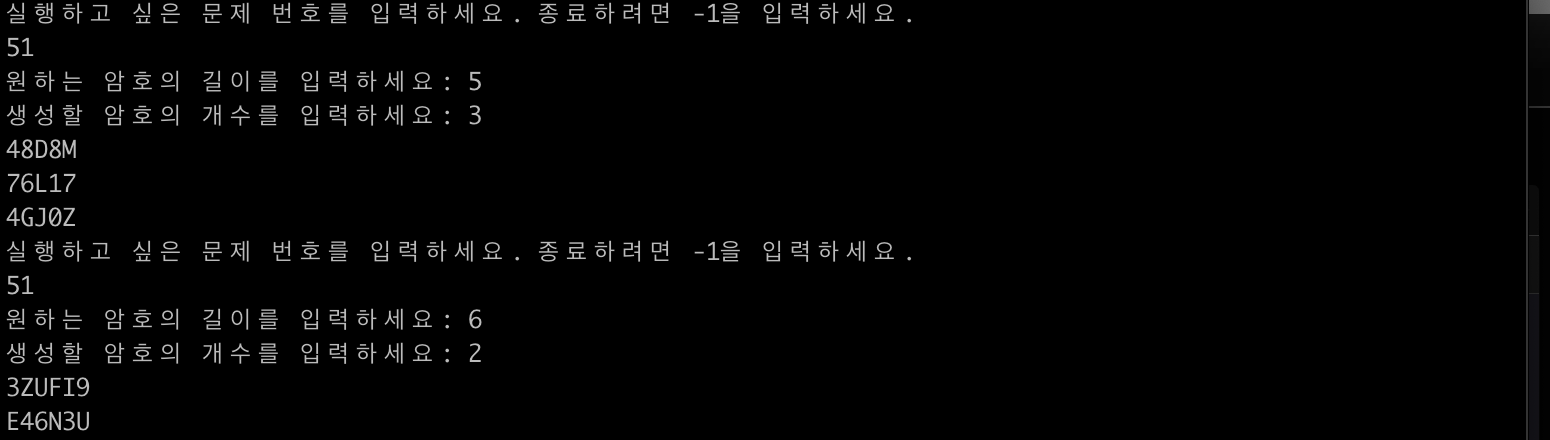 실행하고 싶은 문제 번호를 입력하세요. 종료하려면 -1을 입력하세요.
51
원하는 암호의 길이를 입력하세요: 5
생성할 암호의 개수를 입력하세요: 3
48D8M
76L17
4GJ0Z
실행하고 싶은 문제 번호를 입력하세요. 종료하려면 -1을 입력하세요.
51
원하는 암호의 길이를 입력하세요: 6
생성할 암호의 개수를 입력하세요: 2
3ZUFI9
E46N3U